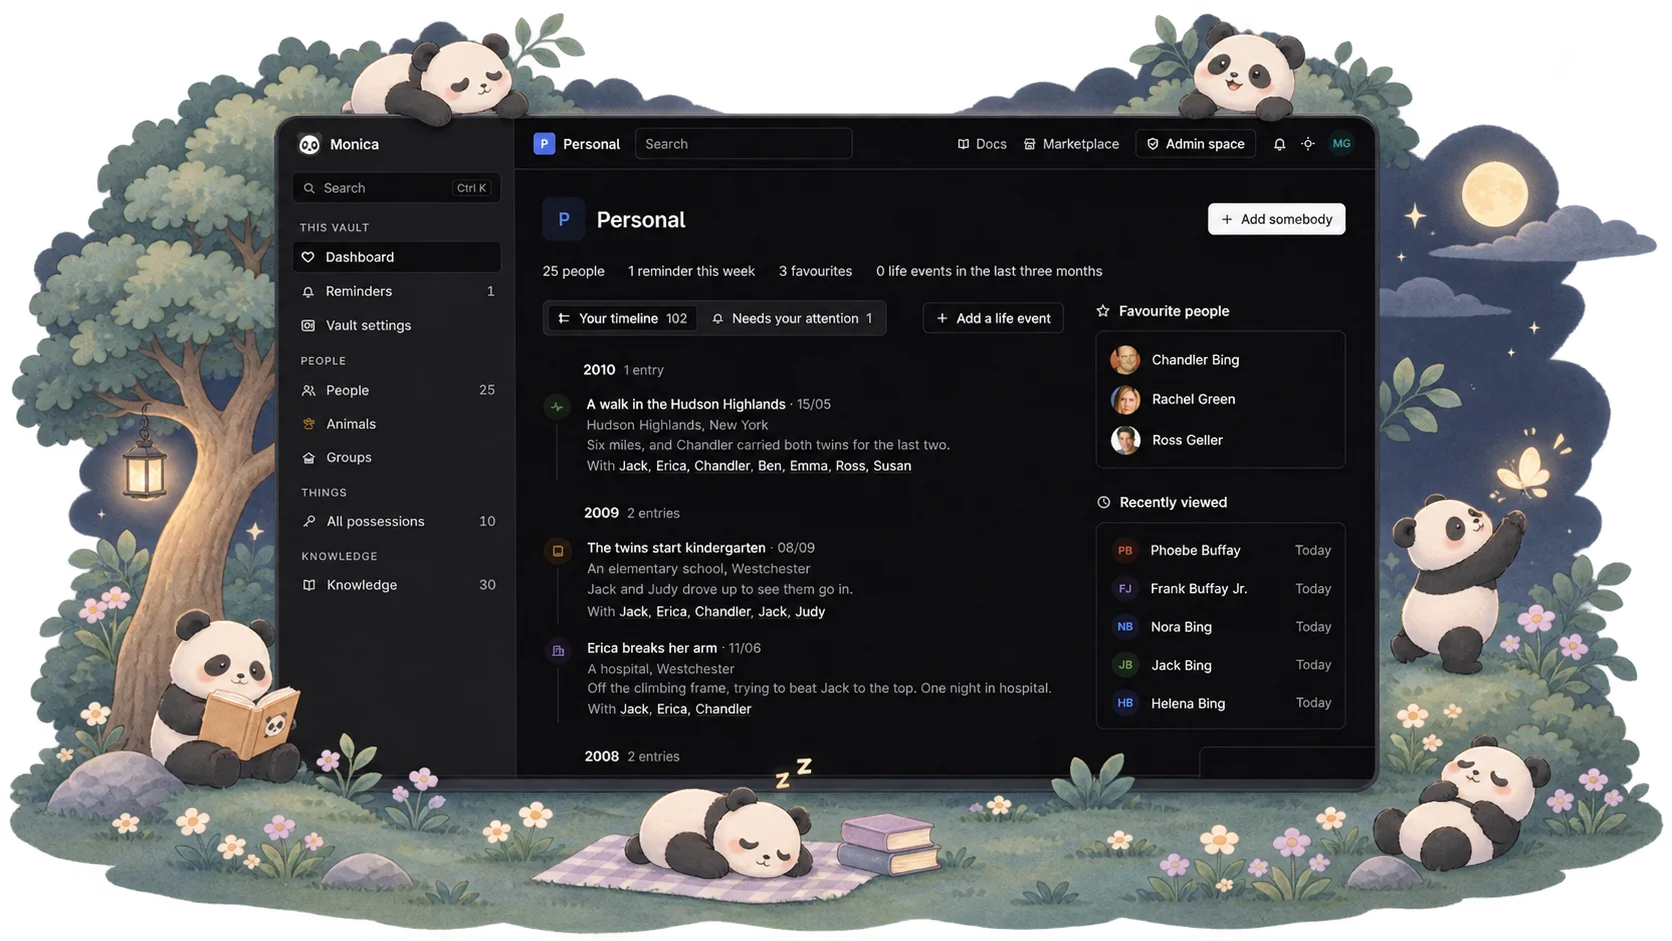 Monica
Search Ctrl K
THIS VAULT
Dashboard
Reminders 1
Vault settings
PEOPLE
People 25
Animals
Groups
THINGS
All possessions 10
KNOWLEDGE
Knowledge 30
P Personal Search Docs Marketplace Admin space MG
P Personal + Add somebody
25 people 1 reminder this week 3 favourites 0 life events in the last three months
Your timeline 102 Needs your attention 1 + Add a life event
2010 1 entry
A walk in the Hudson Highlands · 15/05
Hudson Highlands, New York
Six miles, and Chandler carried both twins for the last two.
With Jack, Erica, Chandler, Ben, Emma, Ross, Susan
2009 2 entries
The twins start kindergarten · 08/09
An elementary school, Westchester
Jack and Judy drove up to see them go in.
With Jack, Erica, Chandler, Jack, Judy
Erica breaks her arm · 11/06
A hospital, Westchester
Off the climbing frame, trying to beat Jack to the top. One night in hospital.
With Jack, Erica, Chandler
2008 2 entries
Favourite people
Chandler Bing
Rachel Green
Ross Geller
Recently viewed
PB Phoebe Buffay Today
FJ Frank Buffay Jr. Today
NB Nora Bing Today
JB Jack Bing Today
HB Helena Bing Today
z z